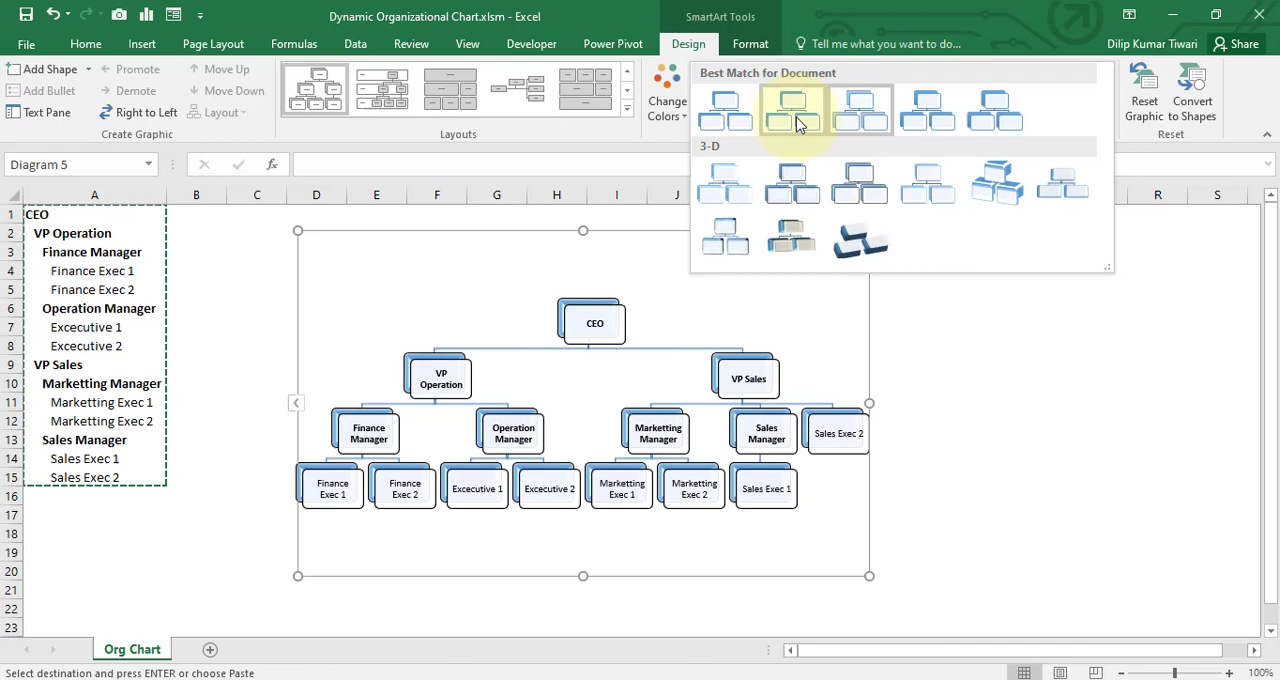 Dynamic Organizational Chart.xlsm - Excel
SmartArt Tools
File Home Insert Page Layout Formulas Data Review View Developer Power Pivot Design Format Tell me what you want to do... Dilip Kumar Tiwari Share
Add Shape Promote Move Up
Add Bullet Demote Move Down
Text Pane Right to Left Layout
Create Graphic
Layouts
Change
Colors
Best Match for Document
3-D
Reset
Graphic
Convert
to Shapes
Reset
Diagram 5
fx
A B C D E F G H I J R S
1 CEO
2 VP Operation
3 Finance Manager
4 Finance Exec 1
5 Finance Exec 2
6 Operation Manager
7 Excecutive 1
8 Excecutive 2
9 VP Sales
10 Marketting Manager
11 Marketting Exec 1
12 Marketting Exec 2
13 Sales Manager
14 Sales Exec 1
15 Sales Exec 2
16
17
18
19
20
21
22
23
CEO
VP
Operation
VP Sales
Finance
Manager
Operation
Manager
Marketting
Manager
Sales
Manager
Sales Exec 2
Finance
Exec 1
Finance
Exec 2
Excecutive 1
Excecutive 2
Marketting
Exec 1
Marketting
Exec 2
Sales Exec 1
Org Chart
Select destination and press ENTER or choose Paste
100%